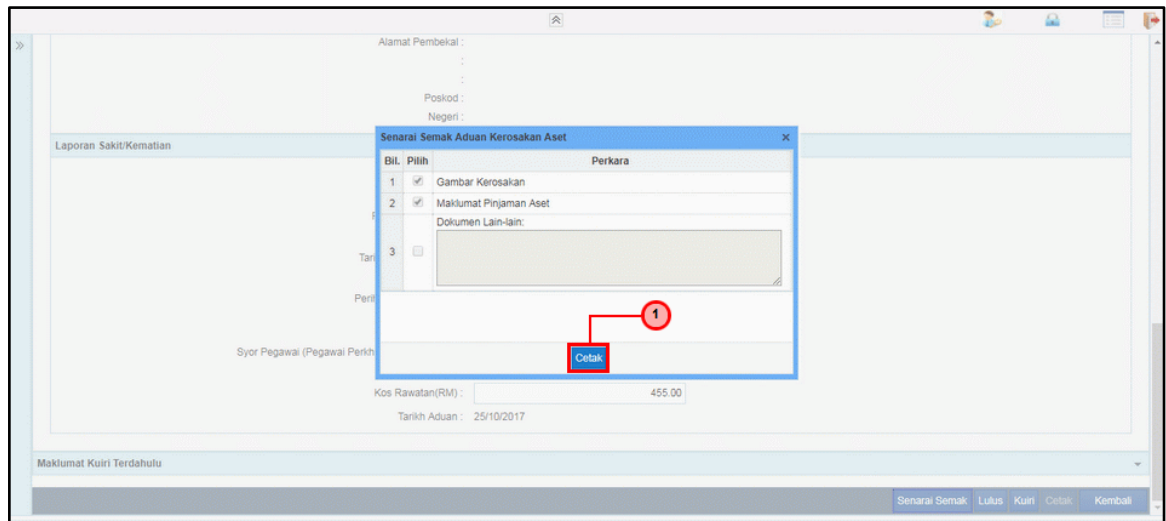 Alamat Pembekal :
:
:
Poskod :
Negeri :
Laporan Sakit/Kematian
Senarai Semak Aduan Kerosakan Aset
Bil. Pilih Perkara
1 Gambar Kerosakan
2 Maklumat Pinjaman Aset
Dokumen Lain-lain:
3
Tari
Perih
1
Syor Pegawai (Pegawai Perkh
Cetak
Kos Rawatan(RM) : 455.00
Tarikh Aduan : 25/10/2017
Maklumat Kuiri Terdahulu
Senarai Semak Lulus Kuiri Cetak Kembali